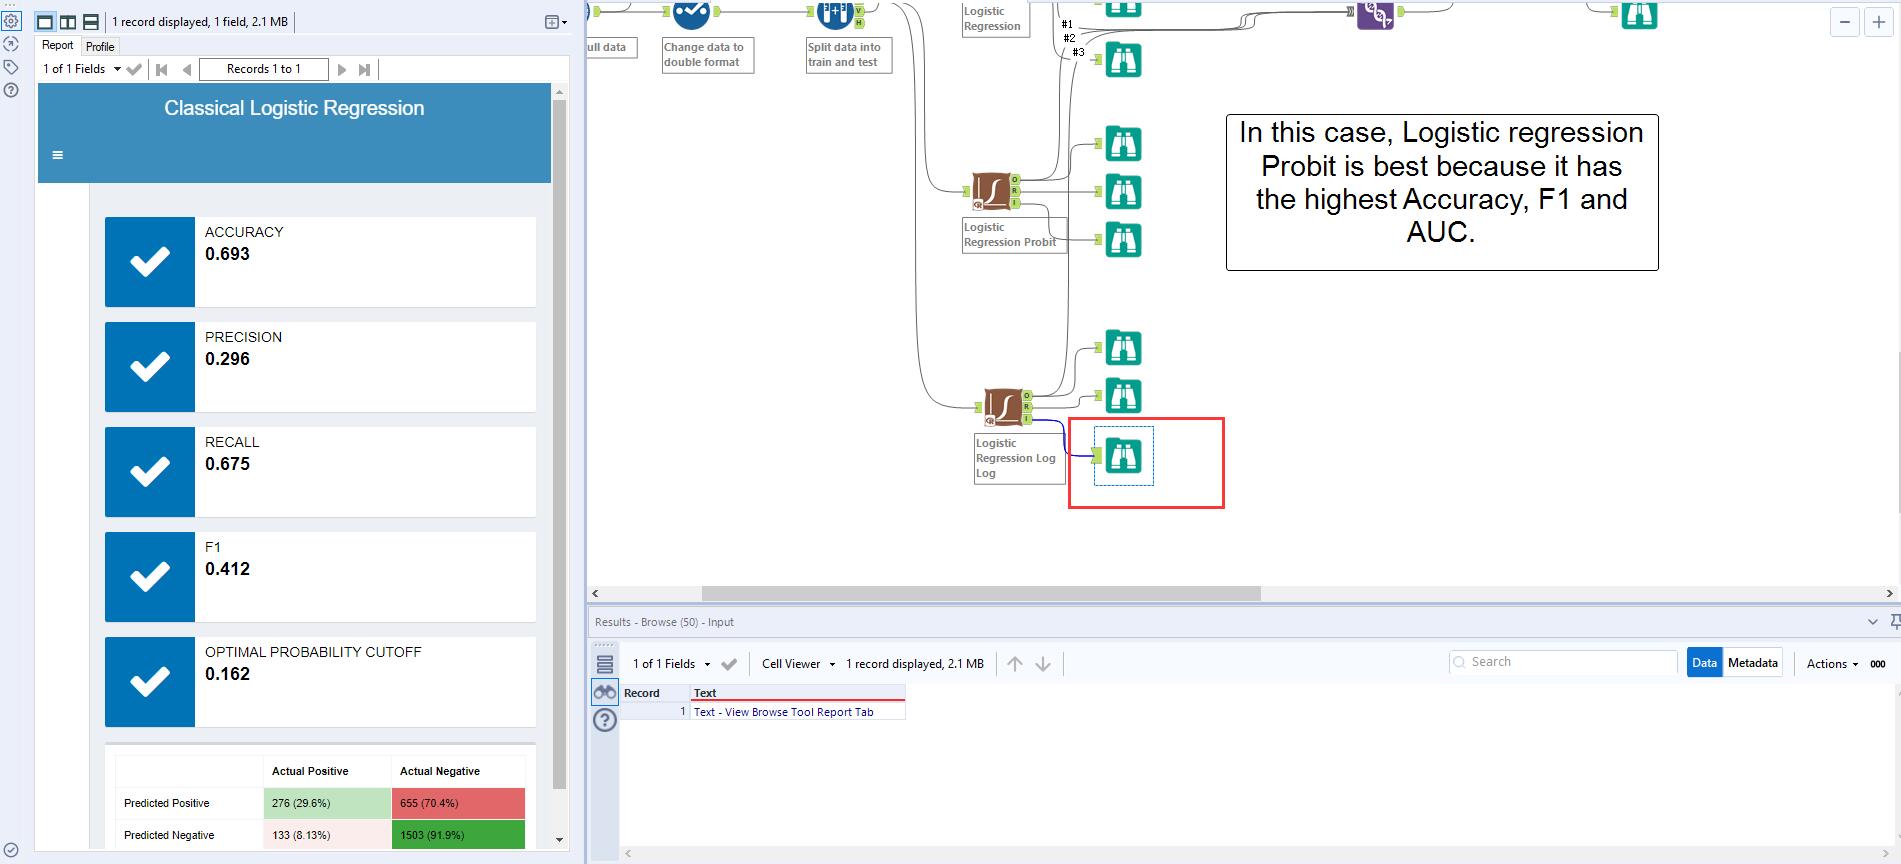 1 record displayed, 1 field, 2.1 MB
Report Profile
1 of 1 Fields Records 1 to 1
Classical Logistic Regression
ACCURACY
0.693
PRECISION
0.296
RECALL
0.675
F1
0.412
OPTIMAL PROBABILITY CUTOFF
0.162
Actual Positive Actual Negative
Predicted Positive 276 (29.6%) 655 (70.4%)
Predicted Negative 133 (8.13%) 1503 (91.9%)
ull data
Change data to
double format
Split data into
train and test
V
H
Logistic
Regression
#1
#2
#3
O
R
I
Logistic
Regression Probit
O
R
I
Logistic
Regression Log
Log
In this case, Logistic regression
Probit is best because it has
the highest Accuracy, F1 and
AUC.
Results - Browse (50) - Input
1 of 1 Fields Cell Viewer 1 record displayed, 2.1 MB Search Data Metadata Actions 000
Record Text
1 Text - View Browse Tool Report Tab